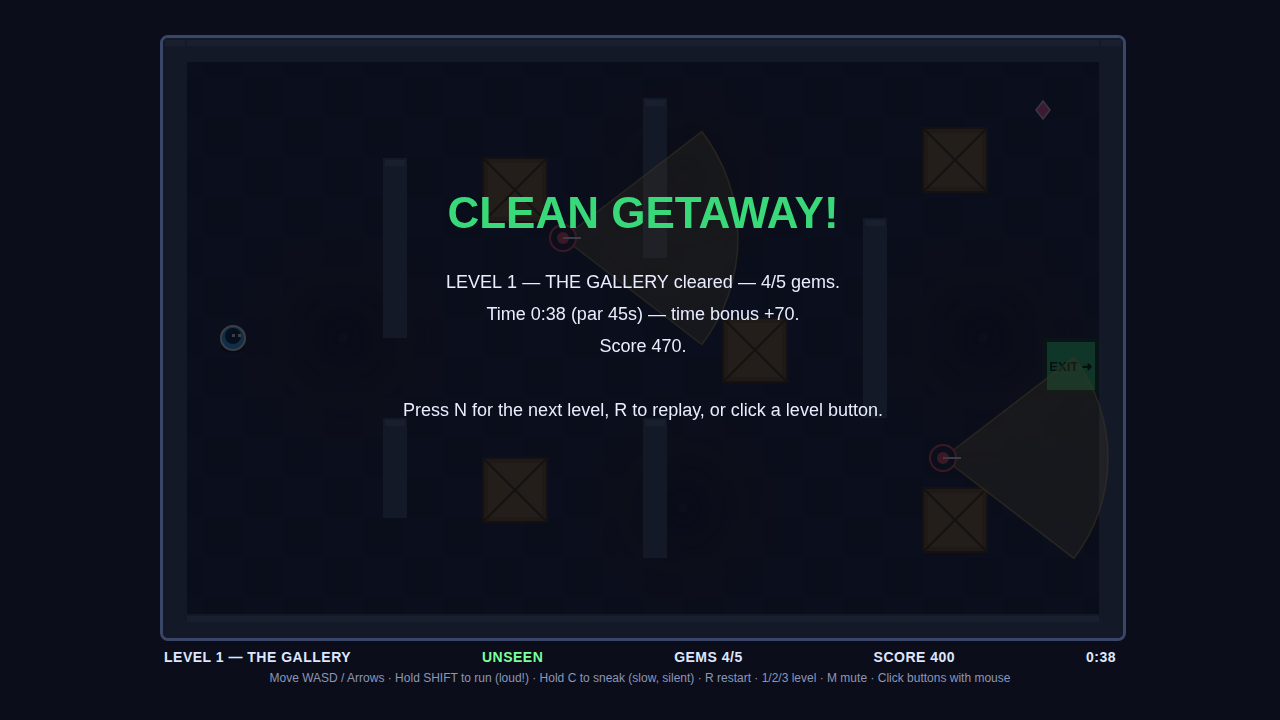 CLEAN GETAWAY!
LEVEL 1 — THE GALLERY cleared — 4/5 gems.
Time 0:38 (par 45s) — time bonus +70.
Score 470.
EXIT ➜
Press N for the next level, R to replay, or click a level button.
LEVEL 1 — THE GALLERY UNSEEN GEMS 4/5 SCORE 400 0:38
Move WASD / Arrows · Hold SHIFT to run (loud!) · Hold C to sneak (slow, silent) · R restart · 1/2/3 level · M mute · Click buttons with mouse